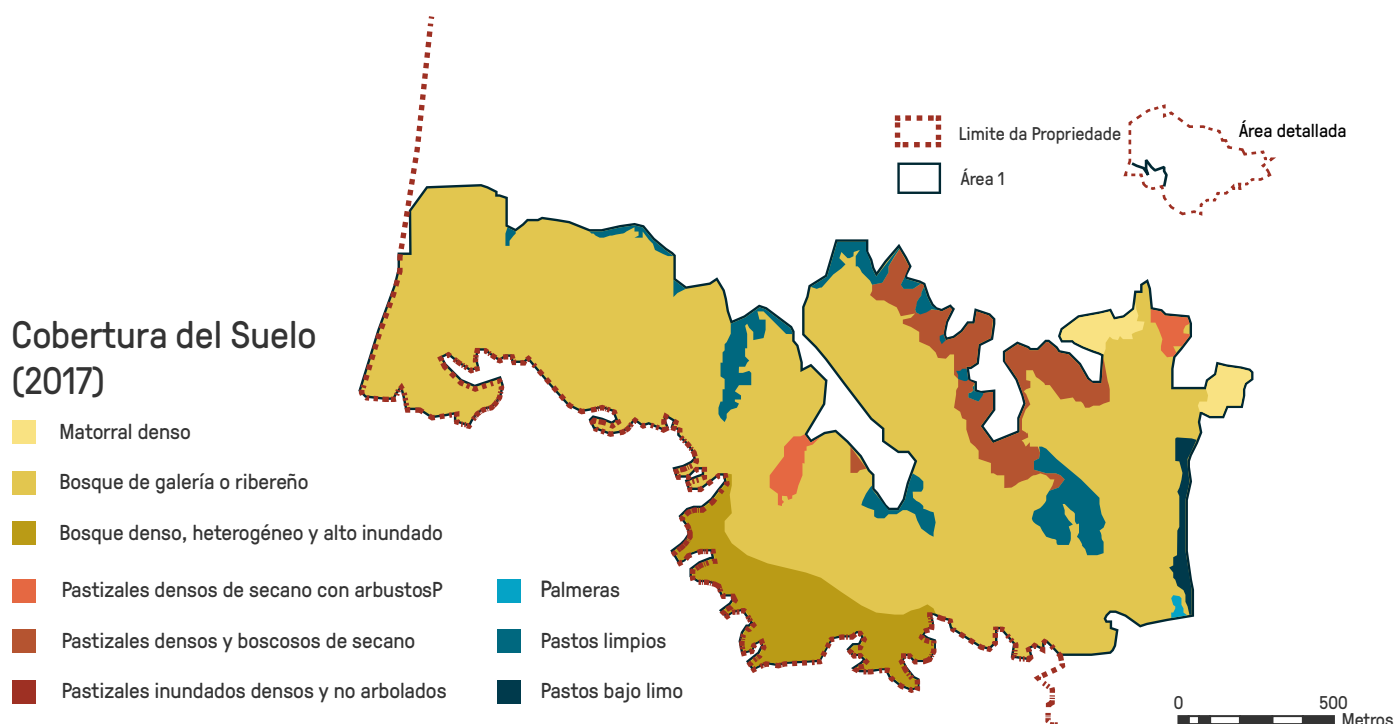 Limite da Propriedade
Área detallada
Área 1
Cobertura del Suelo
(2017)
Matorral denso
Bosque de galería o ribereño
Bosque denso, heterogéneo y alto inundado
Pastizales densos de secano con arbustosP
Palmeras
Pastizales densos y boscosos de secano
Pastos limpios
Pastizales inundados densos y no arbolados
Pastos bajo limo
0 500
Metros